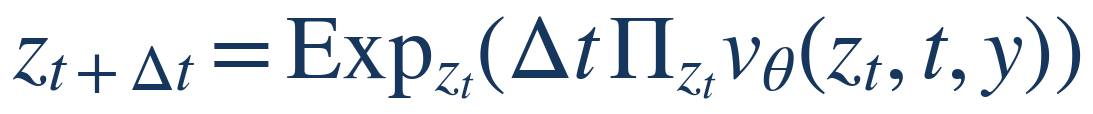 z_{t+Δt} = Exp_{z_t}(Δt Π_{z_t} v_θ(z_t, t, y))